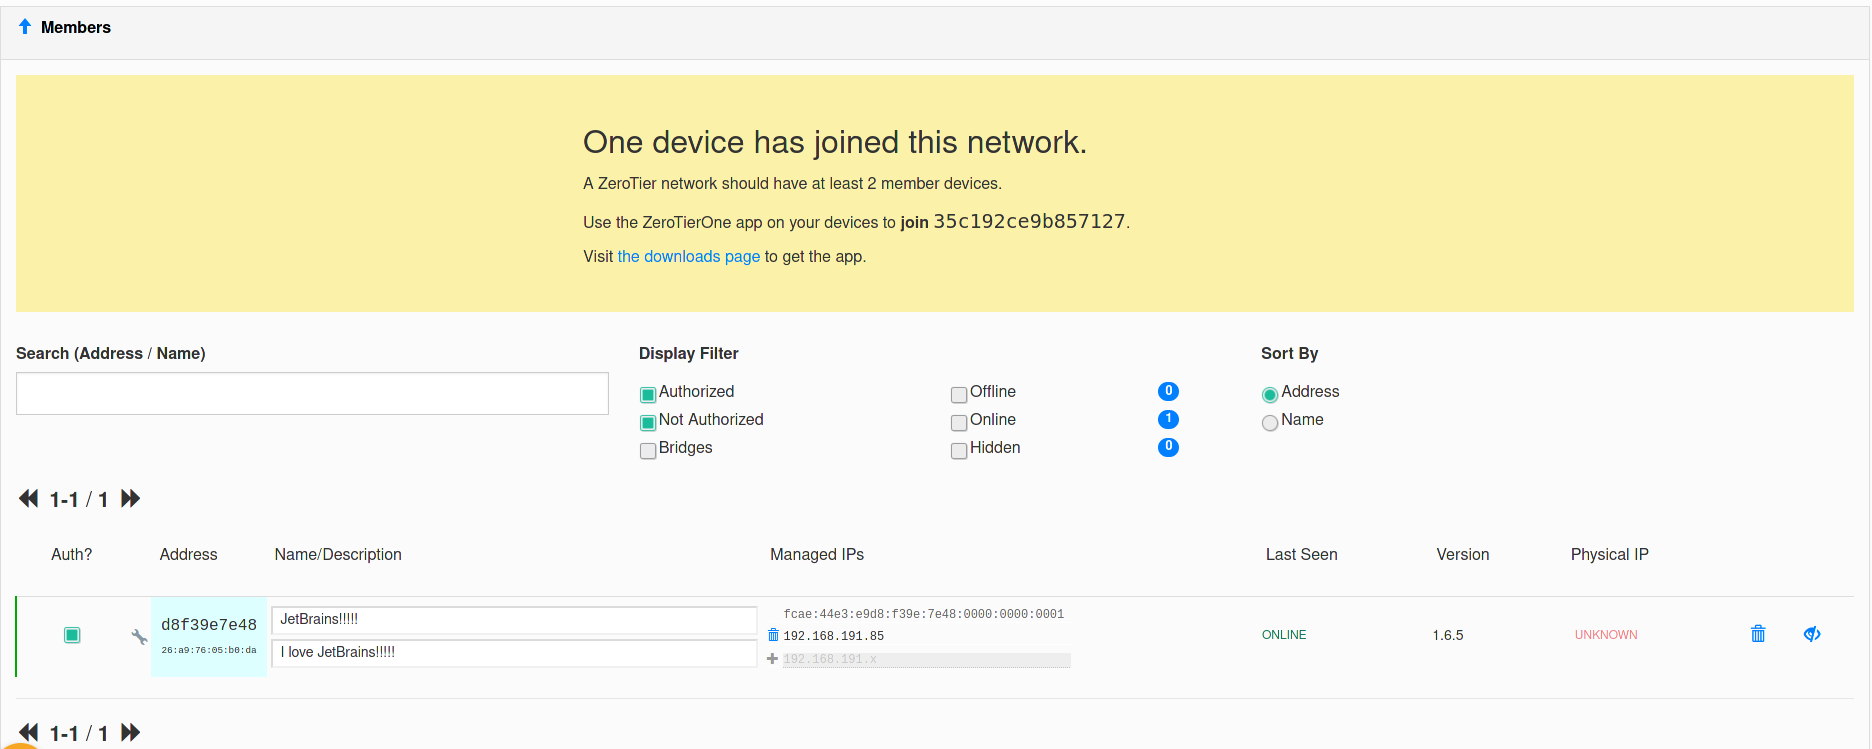 Members
One device has joined this network.
A ZeroTier network should have at least 2 member devices.
Use the ZeroTierOne app on your devices to join 35c192ce9b857127.
Visit the downloads page to get the app.
Search (Address / Name)
Display Filter
Sort By
Authorized
Offline
0
Address
Not Authorized
Online
1
Name
Bridges
Hidden
0
1-1 / 1
Auth?
Address
Name/Description
Managed IPs
Last Seen
Version
Physical IP
d8f39e7e48
26:a9:76:05:b0:da
JetBrains!!!!!
I love JetBrains!!!!!
fcae:44e3:e9d8:f39e:7e48:0000:0000:0001
192.168.191.85
192.168.191.x
ONLINE
1.6.5
UNKNOWN
1-1 / 1